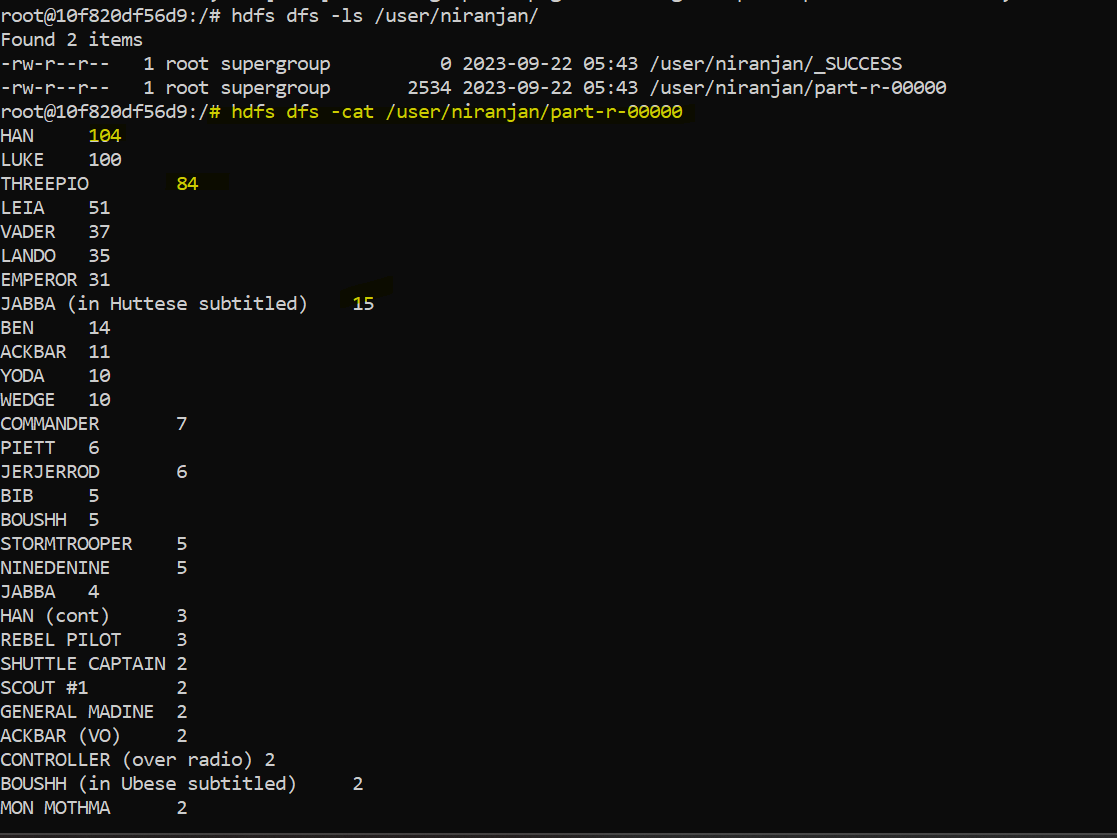 root@10f820df56d9:/# hdfs dfs -ls /user/niranjan/
Found 2 items
-rw-r--r--   1 root supergroup          0 2023-09-22 05:43 /user/niranjan/_SUCCESS
-rw-r--r--   1 root supergroup       2534 2023-09-22 05:43 /user/niranjan/part-r-00000
root@10f820df56d9:/# hdfs dfs -cat /user/niranjan/part-r-00000
HAN     104
LUKE    100
THREEPIO        84
LEIA    51
VADER   37
LANDO   35
EMPEROR 31
JABBA (in Huttese subtitled)    15
BEN     14
ACKBAR  11
YODA    10
WEDGE   10
COMMANDER       7
PIETT   6
JERJERROD       6
BIB     5
BOUSHH  5
STORMTROOPER    5
NINEDENINE      5
JABBA   4
HAN (cont)      3
REBEL PILOT     3
SHUTTLE CAPTAIN 2
SCOUT #1        2
GENERAL MADINE  2
ACKBAR (VO)     2
CONTROLLER (over radio) 2
BOUSHH (in Ubese subtitled)     2
MON MOTHMA      2